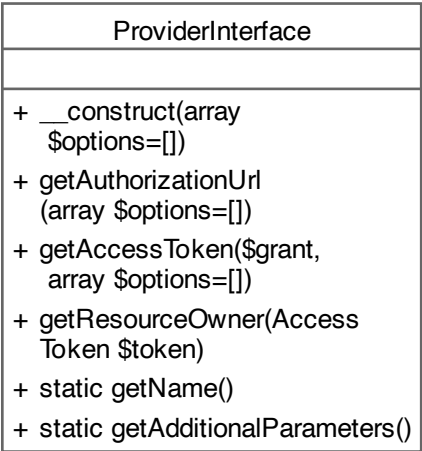 ProviderInterface
+ __construct(array
$options=[])
+ getAuthorizationUrl
(array $options=[])
+ getAccessToken($grant,
array $options=[])
+ getResourceOwner(Access
Token $token)
+ static getName()
+ static getAdditionalParameters()